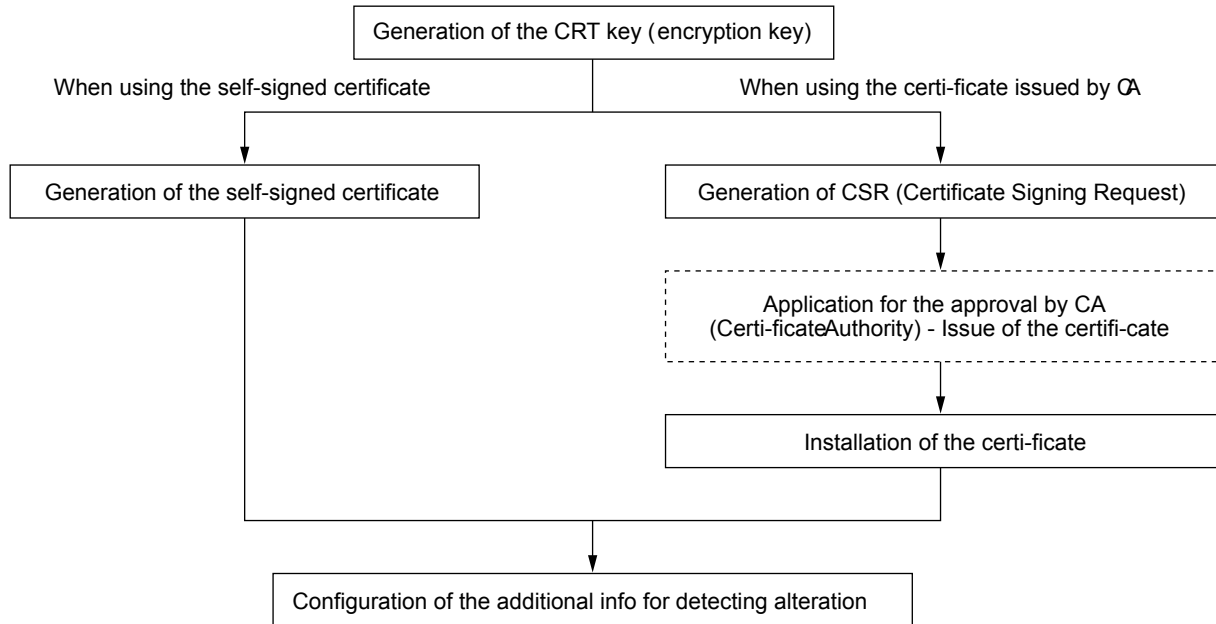 Generation of the CRT key (encryption key)
When using the self-signed certificate
When using the certi-ficate issued by CA
Generation of the self-signed certificate
Generation of CSR (Certificate Signing Request)
Application for the approval by CA
(Certi-ficateAuthority) - Issue of the certifi-cate
Installation of the certi-ficate
Configuration of the additional info for detecting alteration